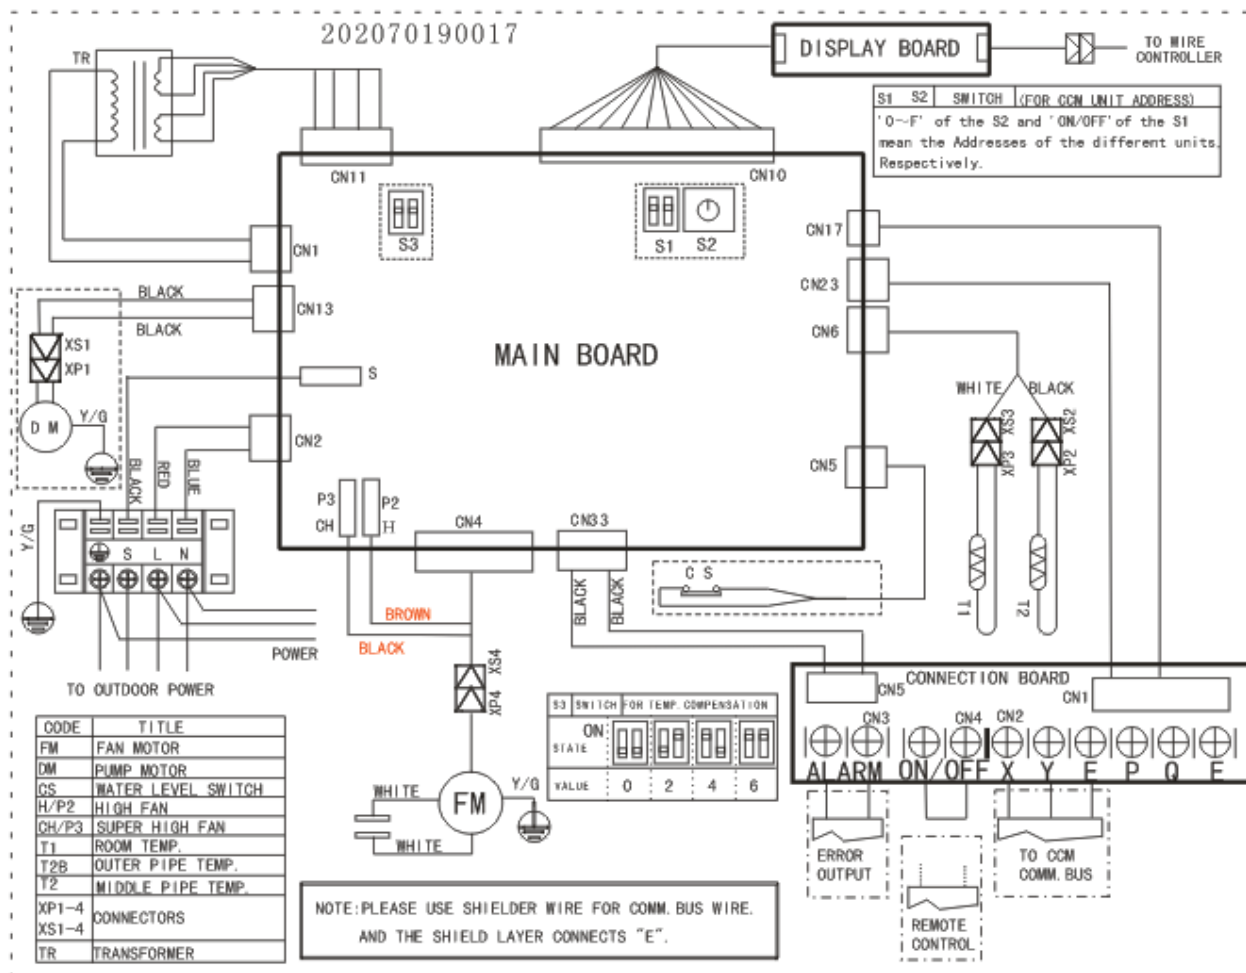 202070190017
TR
DISPLAY BOARD
TO WIRE
CONTROLLER
S1 S2 SWITCH (FOR CCM UNIT ADDRESS)
'0~F' of the S2 and 'ON/OFF'of the S1
mean the Addresses of the different units,
Respectively.
CN11
CN10
S3
S1 S2
CN17
CN1
CN23
BLACK
CN13
BLACK
CN6
XS1
XP1
MAIN BOARD
S
WHITE
BLACK
Y/G
DM
XS3
XP3
XS2
XP2
CN2
CN5
BLACK
RED
BLUE
P3
CH
P2
H
CN4
CN33
Y/G
S L N
CS
BLACK
BLACK
T1
T2
BROWN
BLACK
POWER
TO OUTDOOR POWER
XS4
XP4
CN5
CONNECTION BOARD
CN1
CN3
CN4
CN2
ALARM ON/OFF X Y E P Q E
S3 SWITCH FOR TEMP. COMPENSATION
ON
STATE
VALUE 0 2 4 6
WHITE
FM
Y/G
WHITE
ERROR
OUTPUT
REMOTE
CONTROL
TO CCM
COMM. BUS
CODE TITLE
FM FAN MOTOR
DM PUMP MOTOR
CS WATER LEVEL SWITCH
H/P2 HIGH FAN
CH/P3 SUPER HIGH FAN
T1 ROOM TEMP.
T2B OUTER PIPE TEMP.
T2 MIDDLE PIPE TEMP.
XP1-4
XS1-4 CONNECTORS
TR TRANSFORMER
NOTE:PLEASE USE SHIELDER WIRE FOR COMM. BUS WIRE.
AND THE SHIELD LAYER CONNECTS "E".